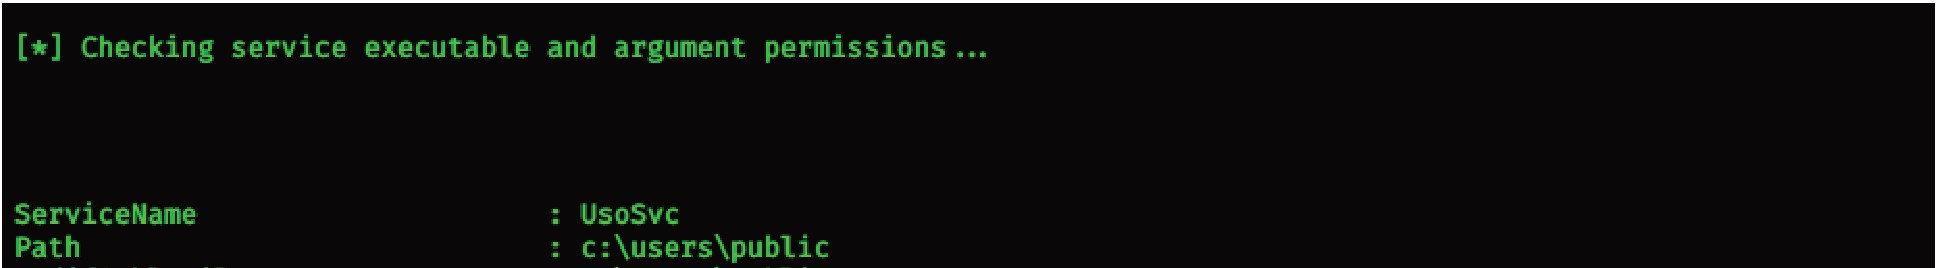 [*] Checking service executable and argument permissions...
ServiceName : UsoSvc
Path : c:\users\public